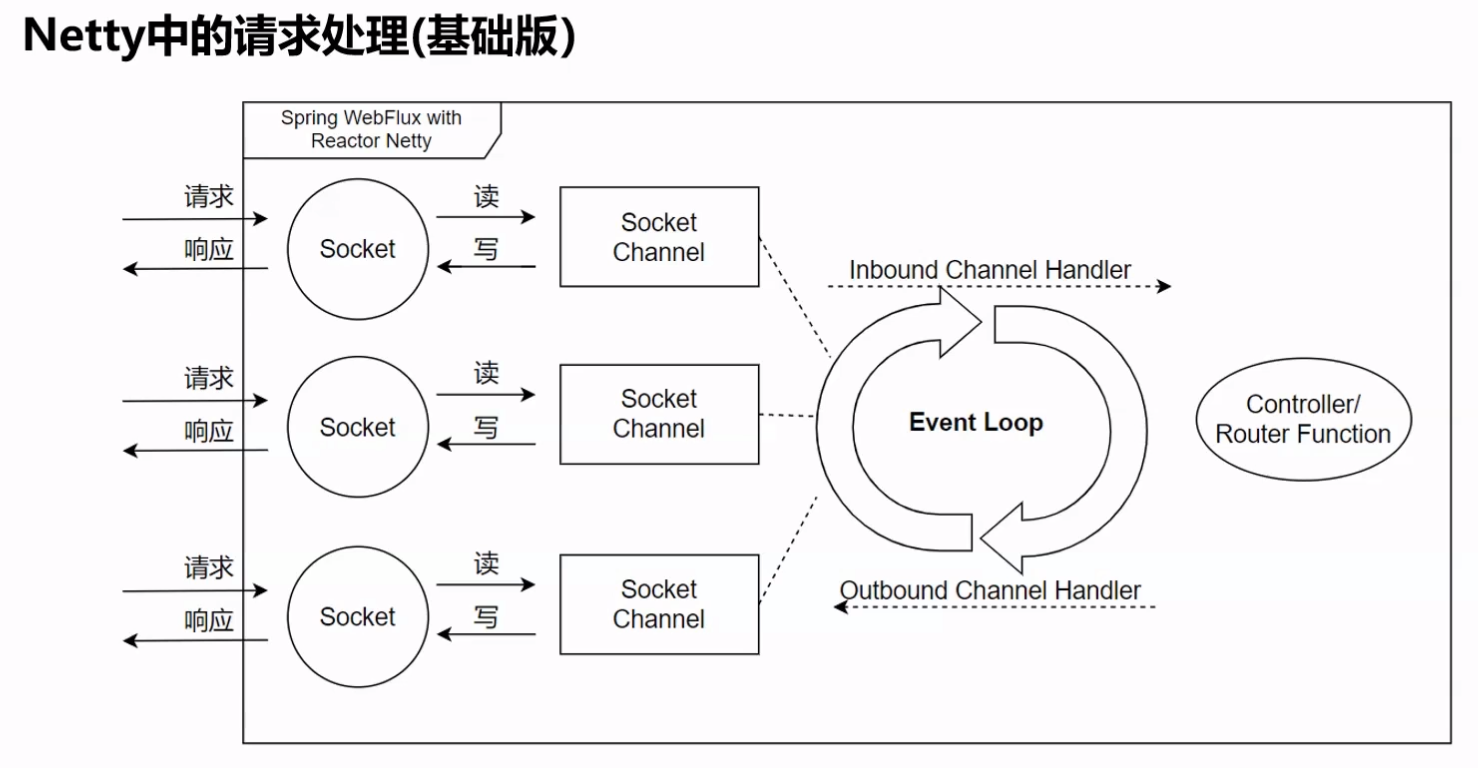 Netty中的请求处理(基础版）
Spring WebFlux with
Reactor Netty
请求
响应
Socket
读
写
Socket
Channel
请求
响应
Socket
读
写
Socket
Channel
请求
响应
Socket
读
写
Socket
Channel
Inbound Channel Handler
Event Loop
Outbound Channel Handler
Controller/
Router Function